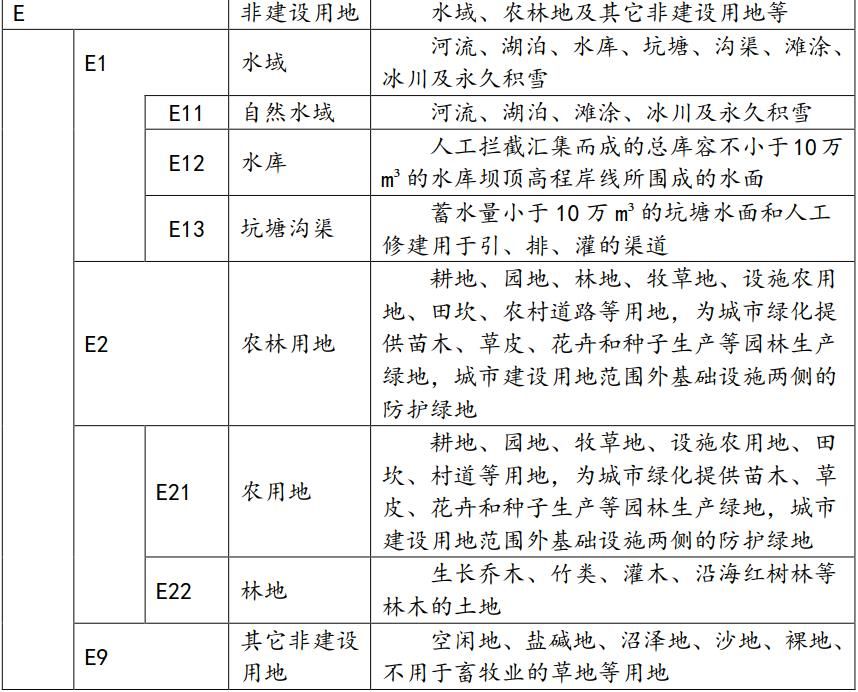 E 非建设用地 水域、农林地及其它非建设用地等
E1 水域 河流、湖泊、水库、坑塘、沟渠、滩涂、
冰川及永久积雪
E11 自然水域 河流、湖泊、滩涂、冰川及永久积雪
E12 水库 人工拦截汇集而成的总库容不小于10万
m³的水库坝顶高程岸线所围成的水面
E13 坑塘沟渠 蓄水量小于10万m³的坑塘水面和人工
修建用于引、排、灌的渠道
E2 农林用地 耕地、园地、林地、牧草地、设施农用
地、田坎、农村道路等用地，为城市绿化提
供苗木、草皮、花卉和种子生产等园林生产
绿地，城市建设用地范围外基础设施两侧的
防护绿地
E21 农用地 耕地、园地、牧草地、设施农用地、田
坎、村道等用地，为城市绿化提供苗木、草
皮、花卉和种子生产等园林生产绿地，城市
建设用地范围外基础设施两侧的防护绿地
E22 林地 生长乔木、竹类、灌木、沿海红树林等
林木的土地
E9 其它非建设
用地 空闲地、盐碱地、沼泽地、沙地、裸地、
不用于畜牧业的草地等用地